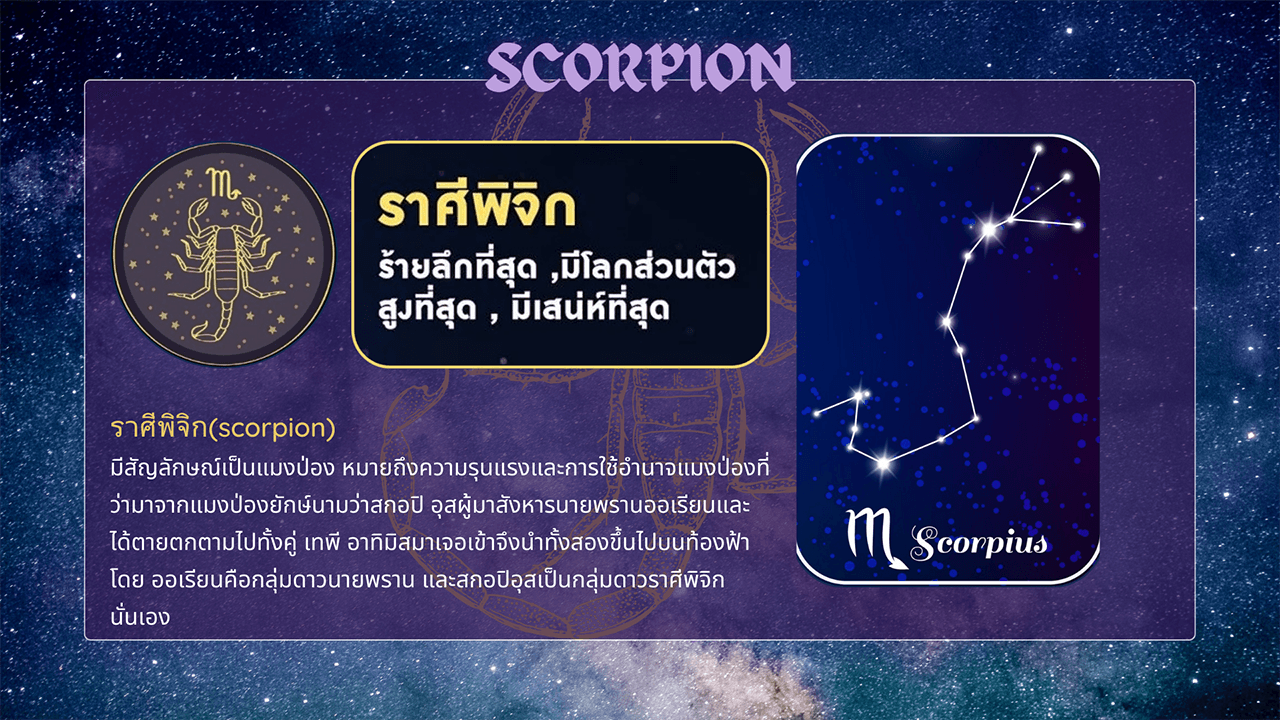 SCORPION
ราศีพิจิก
ร้ายลึกที่สุด ,มีโลกส่วนตัว
สูงที่สุด , มีเสน่ห์ที่สุด
ราศีพิจิก(scorpion)
มีสัญลักษณ์เป็นแมงป่อง หมายถึงความรุนแรงและการใช้อำนาจแมงป่องที่
ว่ามาจากแมงป่องยักษ์นามว่าสกอปิ อุสผู้มาสังหารนายพรานออเรียนและ
ได้ตายตกตามไปทั้งคู่ เทพี อาทิมิสมาเจอเข้าจึงนำทั้งสองขึ้นไปบนท้องฟ้า
โดย ออเรียนคือกลุ่มดาวนายพราน และสกอปิอุสเป็นกลุ่มดาวราศีพิจิก
นั่นเอง
♏ Scorpius